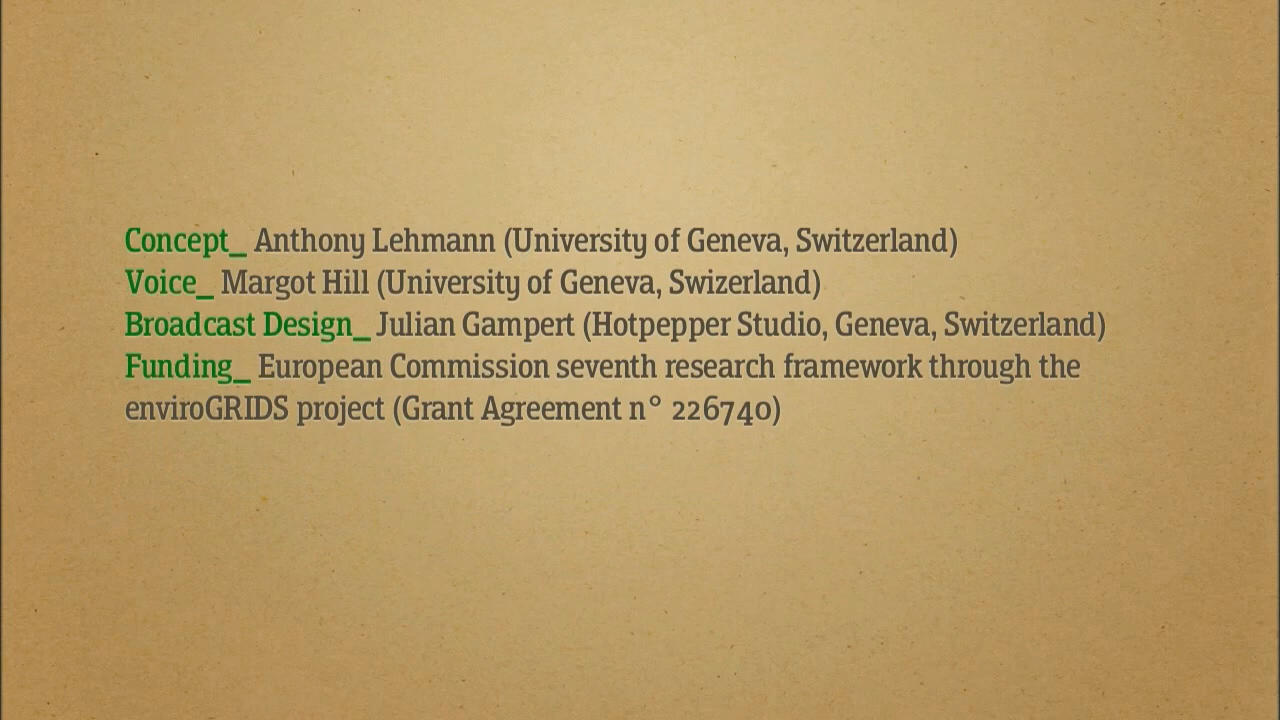 Concept_ Anthony Lehmann (University of Geneva, Switzerland)
Voice_ Margot Hill (University of Geneva, Swizerland)
Broadcast Design_ Julian Gampert (Hotpepper Studio, Geneva, Switzerland)
Funding_ European Commission seventh research framework through the
enviroGRIDS project (Grant Agreement n° 226740)